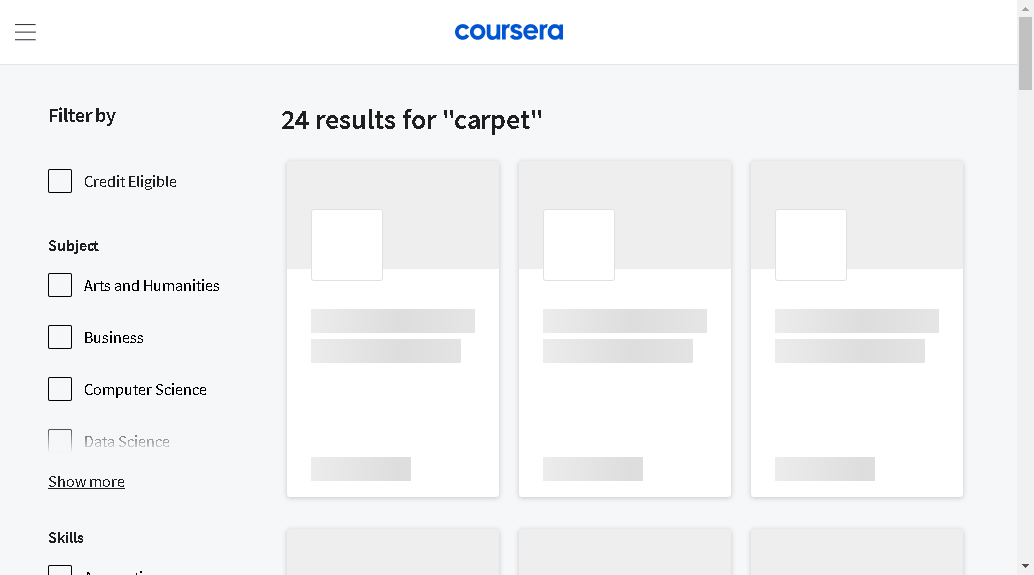 coursera
Filter by
24 results for "carpet"
Credit Eligible
Subject
Arts and Humanities
Business
Computer Science
Data Science
Show more
Skills